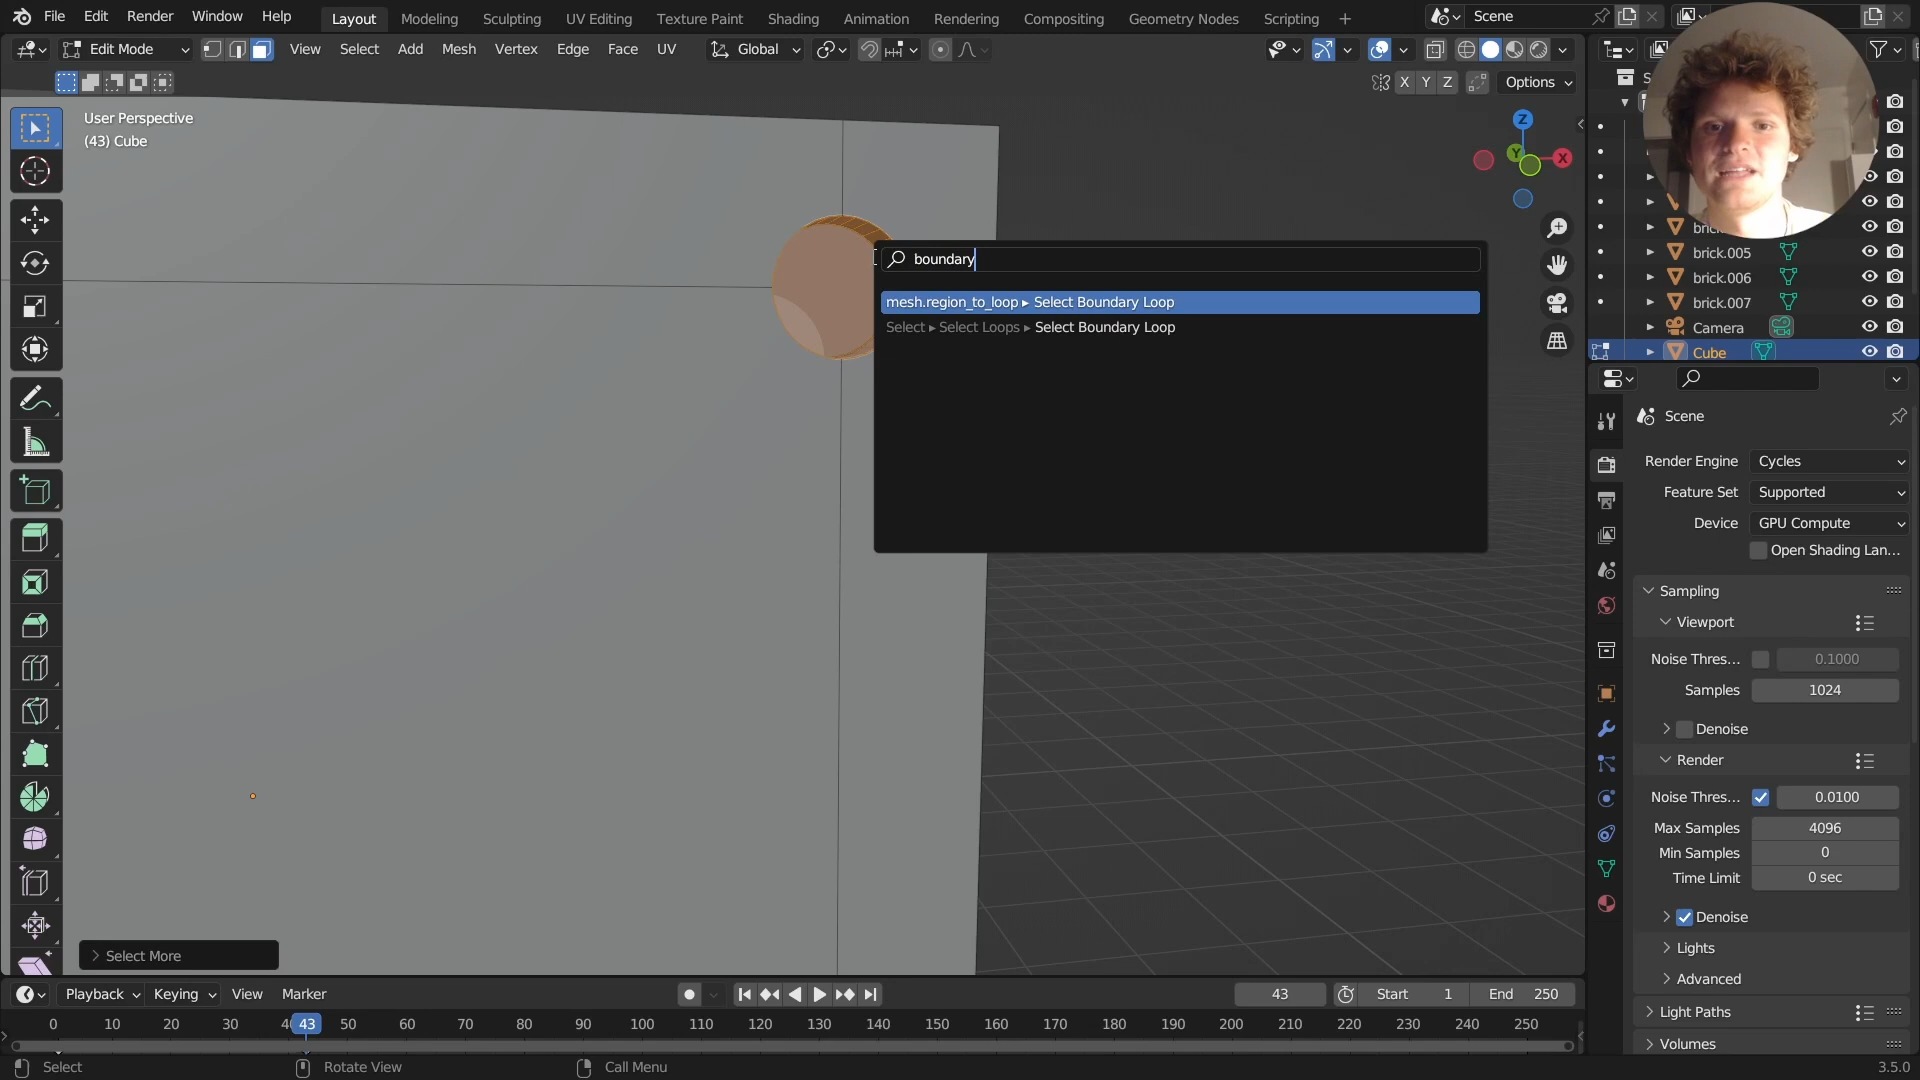 File Edit Render Window Help Layout Modeling Sculpting UV Editing Texture Paint Shading Animation Rendering Compositing Geometry Nodes Scripting Scene
Edit Mode View Select Add Mesh Vertex Edge Face UV Global
X Y Z Options
User Perspective
(43) Cube
Z
Y X
boundary
mesh.region_to_loop ▸ Select Boundary Loop
Select ▸ Select Loops ▸ Select Boundary Loop
brick.005
brick.006
brick.007
Camera
Cube
Scene
Render Engine Cycles
Feature Set Supported
Device GPU Compute
Open Shading Lan...
Sampling
Viewport
Noise Thres... 0.1000
Samples 1024
Denoise
Render
Noise Thres... 0.0100
Max Samples 4096
Min Samples 0
Time Limit 0 sec
Denoise
Lights
Advanced
Light Paths
Volumes
Select More
Playback Keying View Marker 43 Start 1 End 250
0 10 20 30 43 50 60 70 80 90 100 110 120 130 140 150 160 170 180 190 200 210 220 230 240 250
Select Rotate View Call Menu 3.5.0